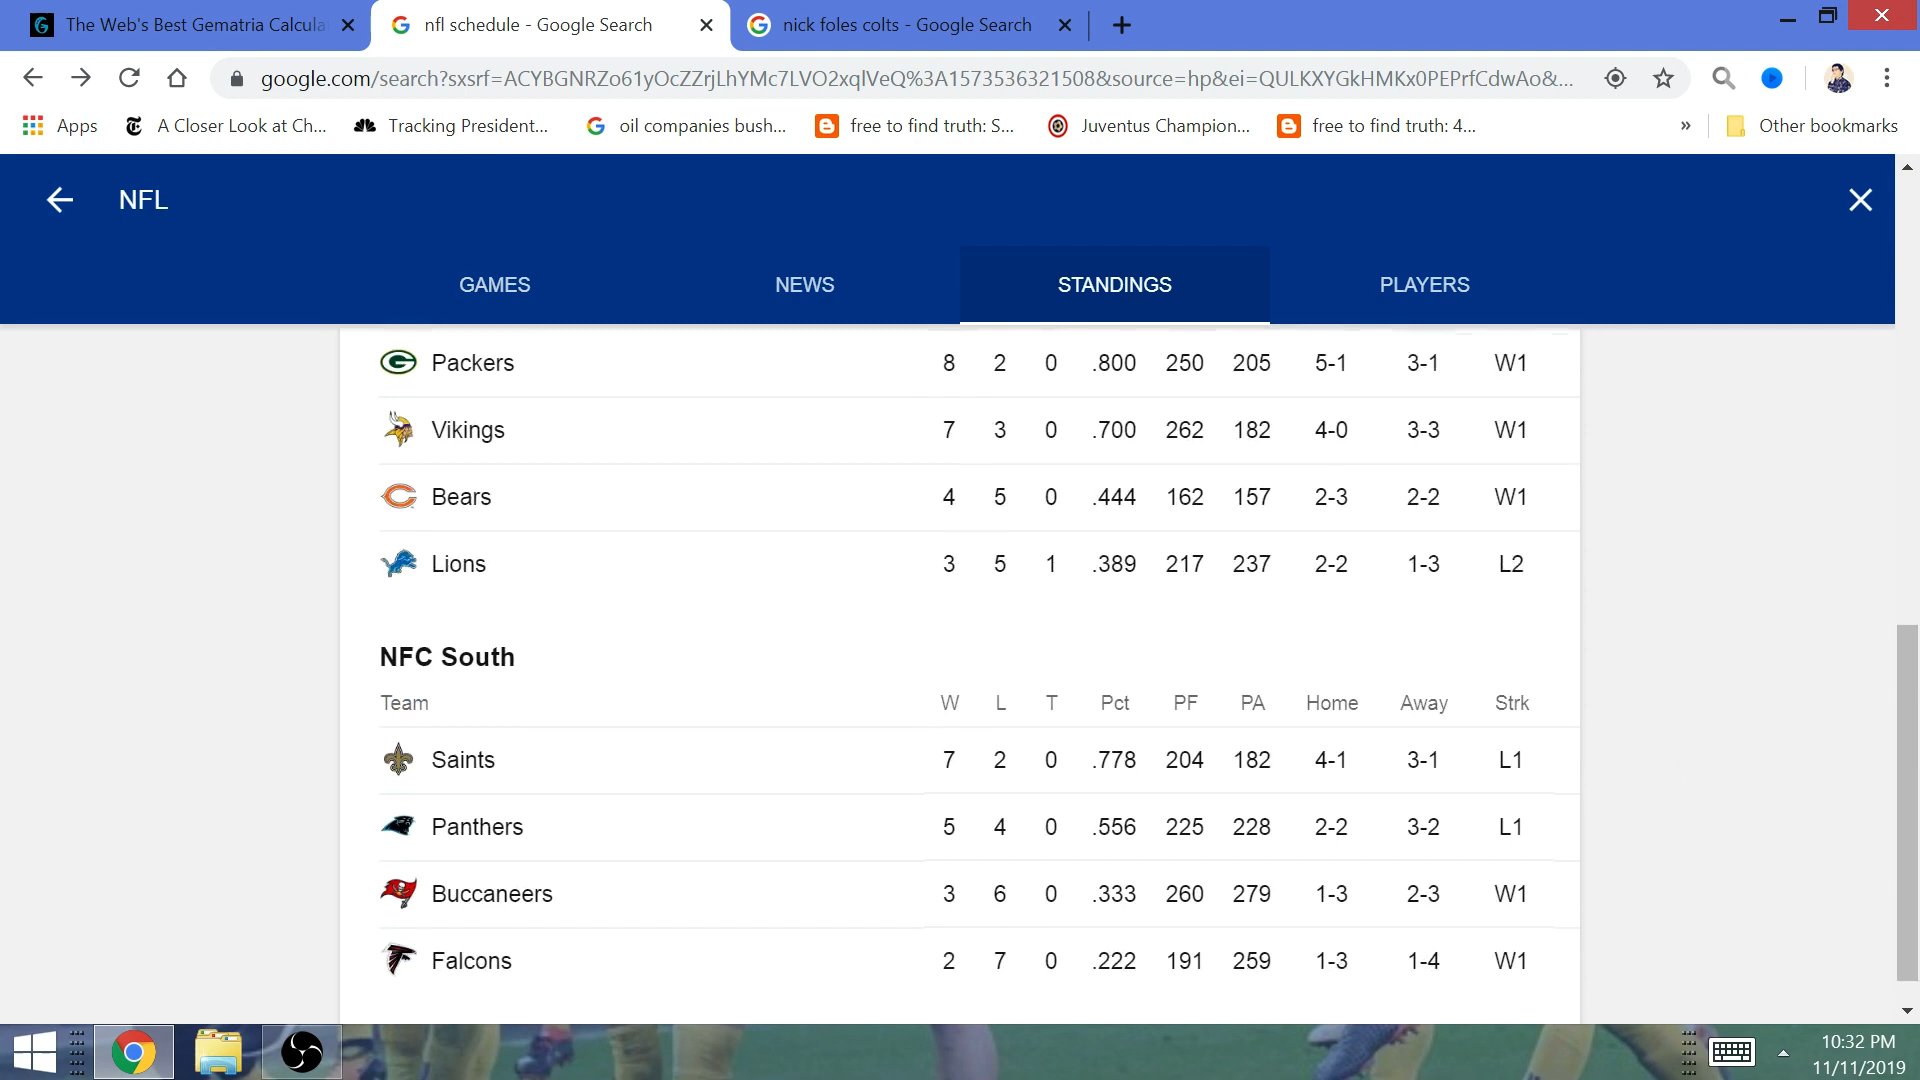 The Web's Best Gematria Calcula
nfl schedule - Google Search
nick foles colts - Google Search
google.com/search?sxsrf=ACYBGNRZo61yOcZZrjLhYMc7LVO2xqlVeQ%3A1573536321508&source=hp&ei=QULKXYGkHMKx0PEPrfCdwAo&...
Apps
A Closer Look at Ch...
Tracking President...
oil companies bush...
free to find truth: S...
Juventus Champion...
free to find truth: 4...
»
Other bookmarks
NFL
GAMES NEWS STANDINGS PLAYERS
Packers 8 2 0 .800 250 205 5-1 3-1 W1
Vikings 7 3 0 .700 262 182 4-0 3-3 W1
Bears 4 5 0 .444 162 157 2-3 2-2 W1
Lions 3 5 1 .389 217 237 2-2 1-3 L2
NFC South
Team W L T Pct PF PA Home Away Strk
Saints 7 2 0 .778 204 182 4-1 3-1 L1
Panthers 5 4 0 .556 225 228 2-2 3-2 L1
Buccaneers 3 6 0 .333 260 279 1-3 2-3 W1
Falcons 2 7 0 .222 191 259 1-3 1-4 W1
10:32 PM
11/11/2019